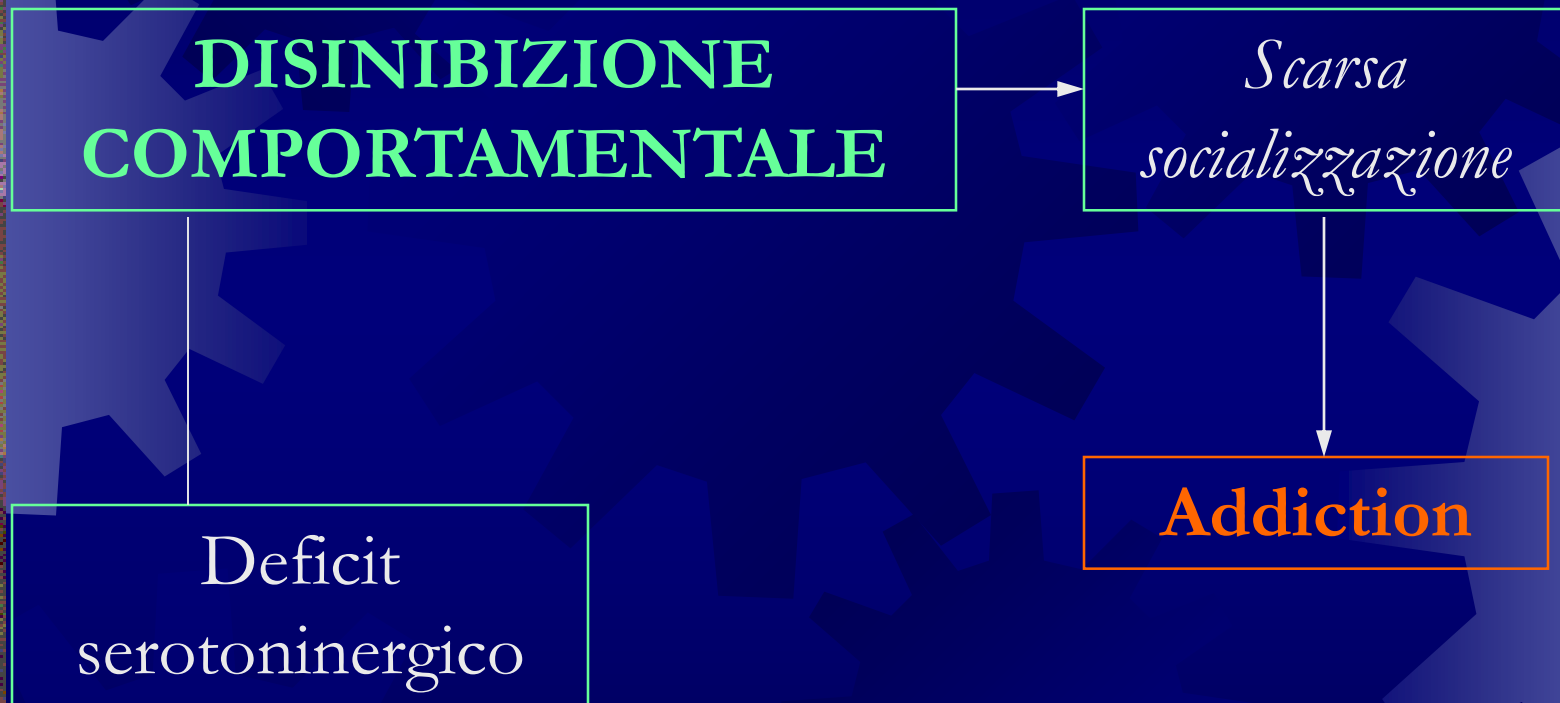 DISINIBIZIONE
COMPORTAMENTALE
Scarsa
socializzazione
Addiction
Deficit
serotoninergico